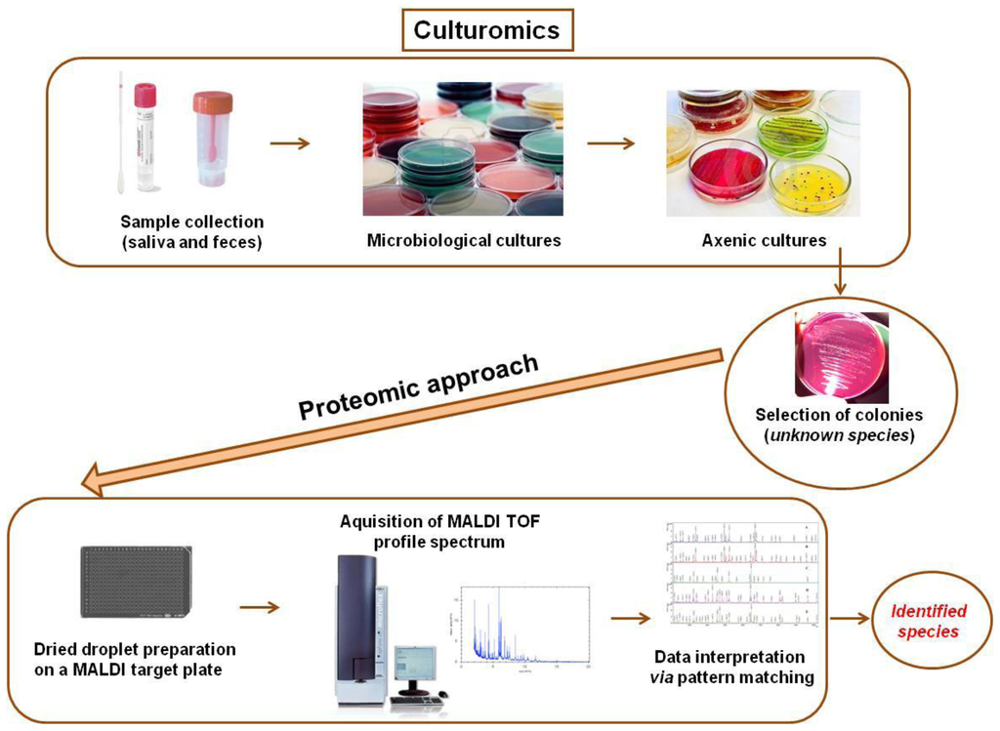 Culturomics
Sample collection
(saliva and feces)
Microbiological cultures
Axenic cultures
Selection of colonies
(unknown species)
Proteomic approach
Aquisition of MALDI TOF
profile spectrum
Dried droplet preparation
on a MALDI target plate
Data interpretation
via pattern matching
Identified
species